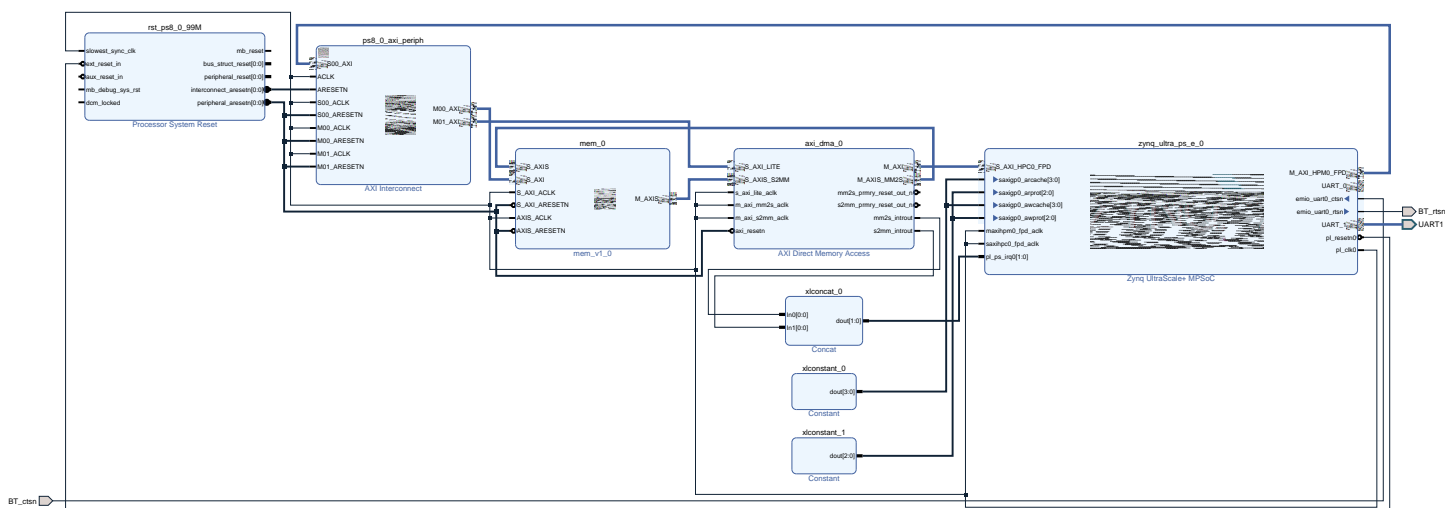 rst_ps8_0_99M
slowest_sync_clk
ext_reset_in
aux_reset_in
mb_debug_sys_rst
dcm_locked
mb_reset
bus_struct_reset[0:0]
peripheral_reset[0:0]
interconnect_aresetn[0:0]
peripheral_aresetn[0:0]
Processor System Reset
ps8_0_axi_periph
S00_AXI
ACLK
ARESETN
S00_ACLK
S00_ARESETN
M00_ACLK
M00_ARESETN
M01_ACLK
M01_ARESETN
M00_AXI
M01_AXI
AXI Interconnect
mem_0
S_AXIS
S_AXI
S_AXI_ACLK
S_AXI_ARESETN
AXIS_ACLK
AXIS_ARESETN
M_AXIS
mem_v1_0
axi_dma_0
S_AXI_LITE
S_AXIS_S2MM
s_axi_lite_aclk
m_axi_mm2s_aclk
m_axi_s2mm_aclk
axi_resetn
M_AXI
M_AXIS_MM2S
mm2s_prmry_reset_out_n
s2mm_prmry_reset_out_n
mm2s_introut
s2mm_introut
AXI Direct Memory Access
zynq_ultra_ps_e_0
S_AXI_HPC0_FPD
saxigp0_arcache[3:0]
saxigp0_arprot[2:0]
saxigp0_awcache[3:0]
saxigp0_awprot[2:0]
maxihpm0_fpd_aclk
saxihpc0_fpd_aclk
pl_ps_irq0[1:0]
M_AXI_HPM0_FPD
UART_0
emio_uart0_ctsn
emio_uart0_rtsn
UART_1
pl_resetn0
pl_clk0
Zynq UltraScale+ MPSoC
BT_rtsn
UART1
xlconcat_0
In0[0:0]
In1[0:0]
dout[1:0]
Concat
xlconstant_0
dout[3:0]
Constant
xlconstant_1
dout[2:0]
Constant
BT_ctsn